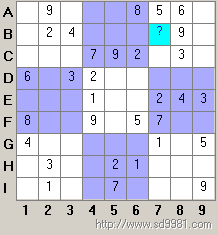 A 9 8 5 6
B 2 4 ? 9
C 7 9 2 3
D 6 3 2
E 1 2 4 3
F 8 9 5 7
G 4 1 5
H 3 2 1
I 1 7 9
1 2 3 4 5 6 7 8 9
http://www.sd9981.com